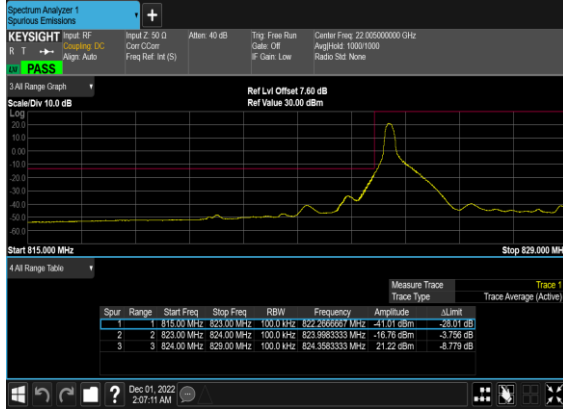 Spectrum Analyzer 1
Spurious Emissions
+
KEYSIGHT Input: RF Input Z: 50 Ω Atten: 40 dB Trig: Free Run Center Freq: 22.005000000 GHz
R T Coupling: DC Corr CCorr Gate: Off Avg|Hold: 1000/1000
Align: Auto Freq Ref: Int (S) IF Gain: Low Radio Std: None
PASS
3 All Range Graph Ref Lvl Offset 7.60 dB
Scale/Div 10.0 dB Ref Value 30.00 dBm
Log
20.0
10.0
0.00
-10.0
-20.0
-30.0
-40.0
-50.0
-60.0
Start 815.000 MHz Stop 829.000 MH
4 All Range Table
Measure Trace Trace 1
Trace Type Trace Average (Active)
Spur Range Start Freq Stop Freq RBW Frequency Amplitude ΔLimit
1 1 815.00 MHz 823.00 MHz 100.0 kHz 822.2666667 MHz -41.01 dBm -28.01 dB
2 2 823.00 MHz 824.00 MHz 100.0 kHz 823.9983333 MHz -16.76 dBm -3.756 dB
3 3 824.00 MHz 829.00 MHz 100.0 kHz 824.3583333 MHz 21.22 dBm -8.779 dB
? Dec 01, 2022
2:07:11 AM